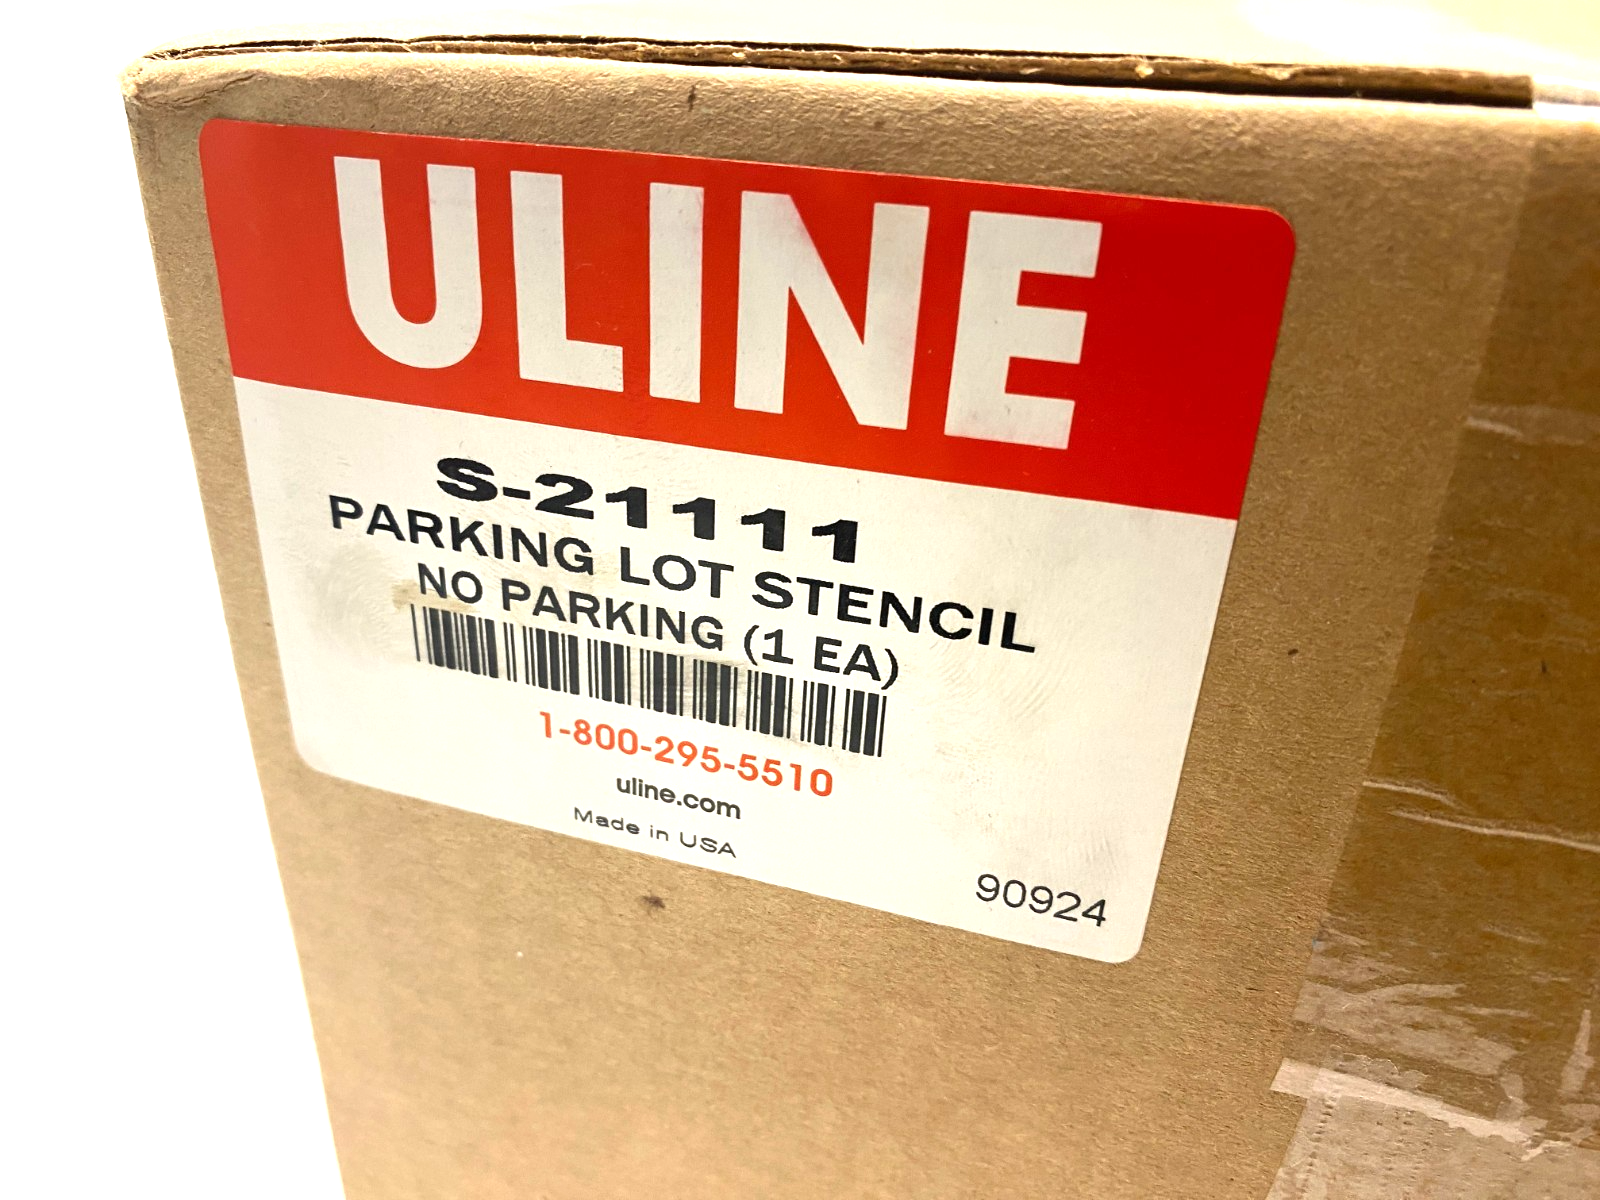 ULINE
S-21111
PARKING LOT STENCIL
NO PARKING (1 EA)
1-800-295-5510
uline.com
Made in USA
90924